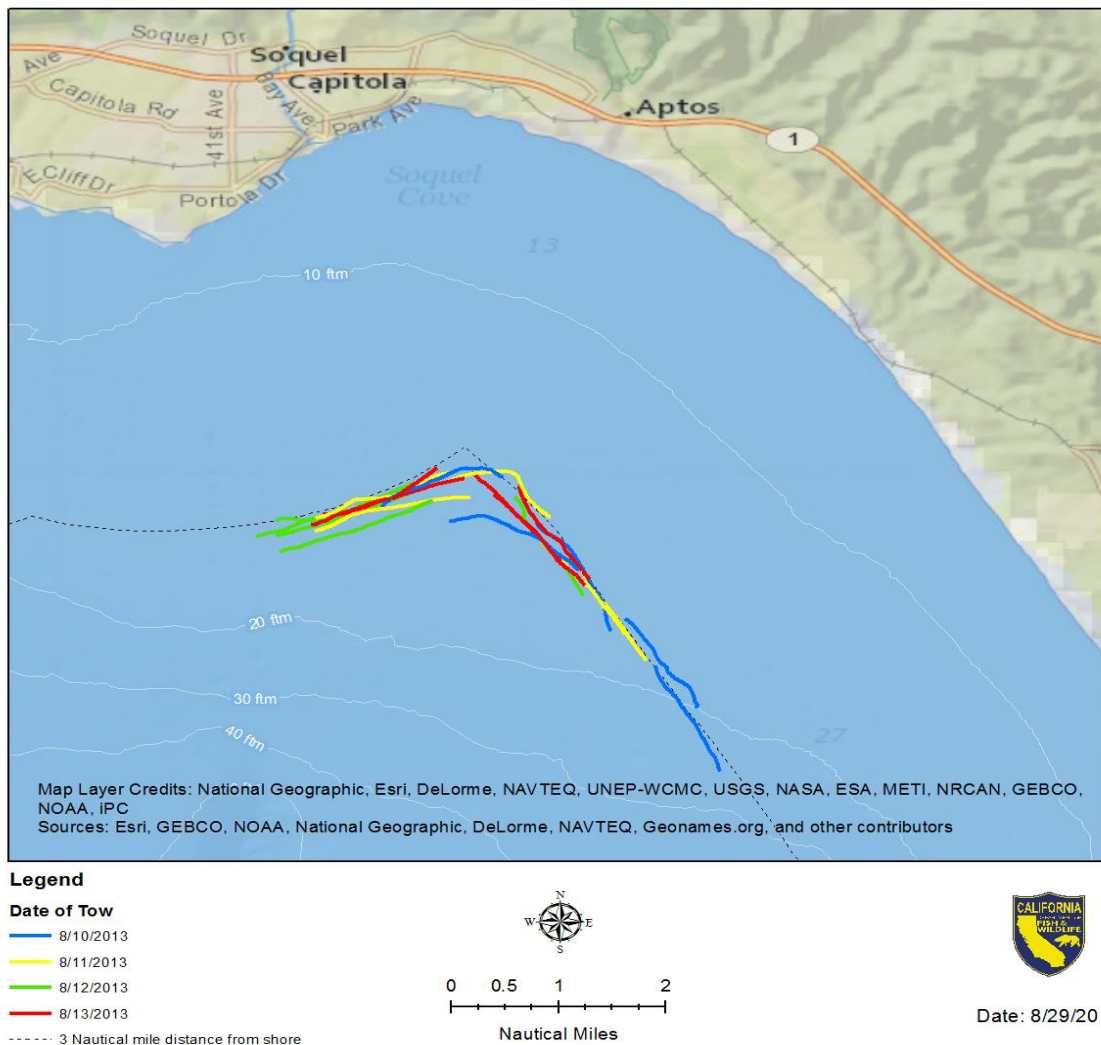 Soquel Dr
Soquel
Ave
Capitola
Bay Ave
Capitola Rd
41st Ave
Park Ave
Aptos
1
E Cliff Dr
Portola Dr
Soquel
Cove
13
10 ftm
20 ftm
30 ftm
40 ftm
27
Map Layer Credits: National Geographic, Esri, DeLorme, NAVTEQ, UNEP-WCMC, USGS, NASA, ESA, METI, NRCAN, GEBCO,
NOAA, iPC
Sources: Esri, GEBCO, NOAA, National Geographic, DeLorme, NAVTEQ, Geonames.org, and other contributors
Legend
Date of Tow
8/10/2013
8/11/2013
8/12/2013
8/13/2013
3 Nautical mile distance from shore
N
W E
S
0 0.5 1 2
Nautical Miles
CALIFORNIA
FISH &
WILDLIFE
Date: 8/29/20